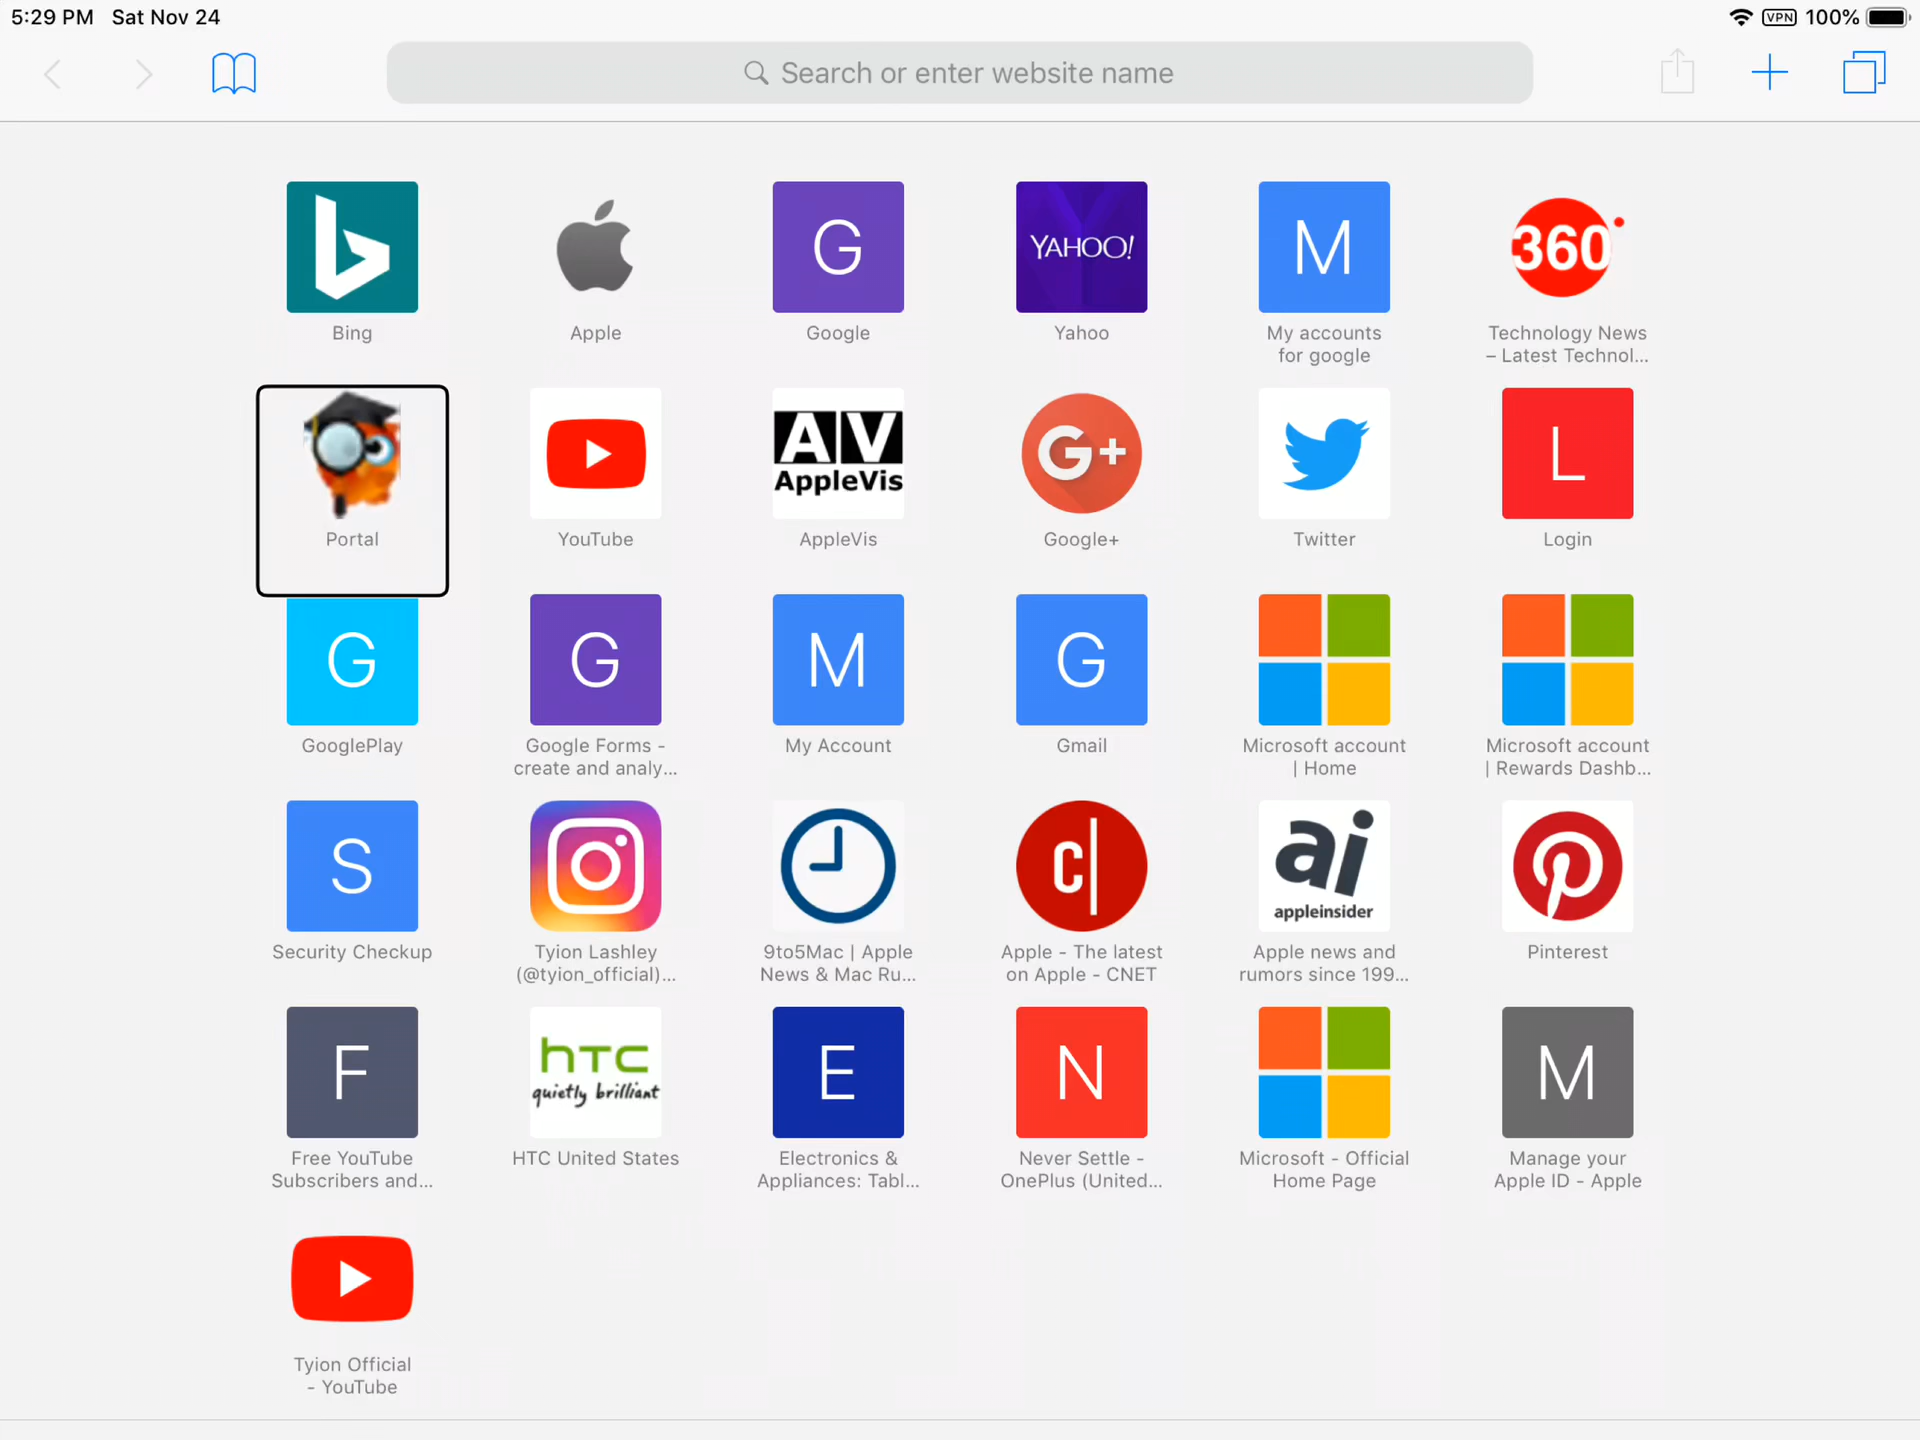 5:29 PM Sat Nov 24
VPN 100%
Search or enter website name
G
YAHOO!
M
360
Bing
Apple
Google
Yahoo
My accounts
for google
Technology News
– Latest Technol...
AV
AppleVis
G+
L
Portal
YouTube
AppleVis
Google+
Twitter
Login
G
G
M
G
GooglePlay
Google Forms -
create and analy...
My Account
Gmail
Microsoft account
| Home
Microsoft account
| Rewards Dashb...
S
c|
ai
appleinsider
Security Checkup
Tyion Lashley
(@tyion_official)...
9to5Mac | Apple
News & Mac Ru...
Apple - The latest
on Apple - CNET
Apple news and
rumors since 199...
Pinterest
F
hTC
quietly brilliant
E
N
M
Free YouTube
Subscribers and...
HTC United States
Electronics &
Appliances: Tabl...
Never Settle -
OnePlus (United...
Microsoft - Official
Home Page
Manage your
Apple ID - Apple
Tyion Official
- YouTube